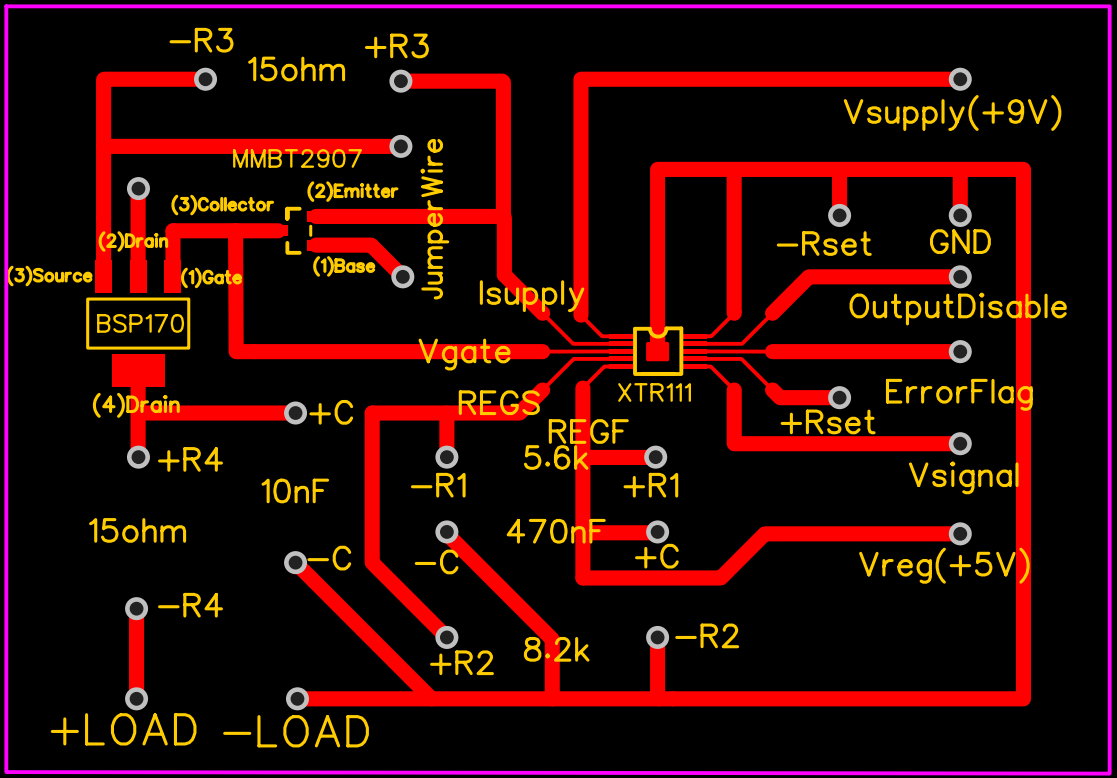 -R3
+R3
15ohm
Vsupply(+9V)
MMBT2907
JumperWire
(2)Emitter
(3)Collector
(2)Drain
-Rset
GND
(3)Source
(1)Gate
(1)Base
Isupply
OutputDisable
BSP170
Vgate
XTR111
ErrorFlag
(4)Drain
+C
REGS
+Rset
REGF
+R4
5.6k
-R1
+R1
Vsignal
10nF
15ohm
470nF
-C
-C
+C
Vreg(+5V)
-R4
8.2k
-R2
+R2
+LOAD
-LOAD